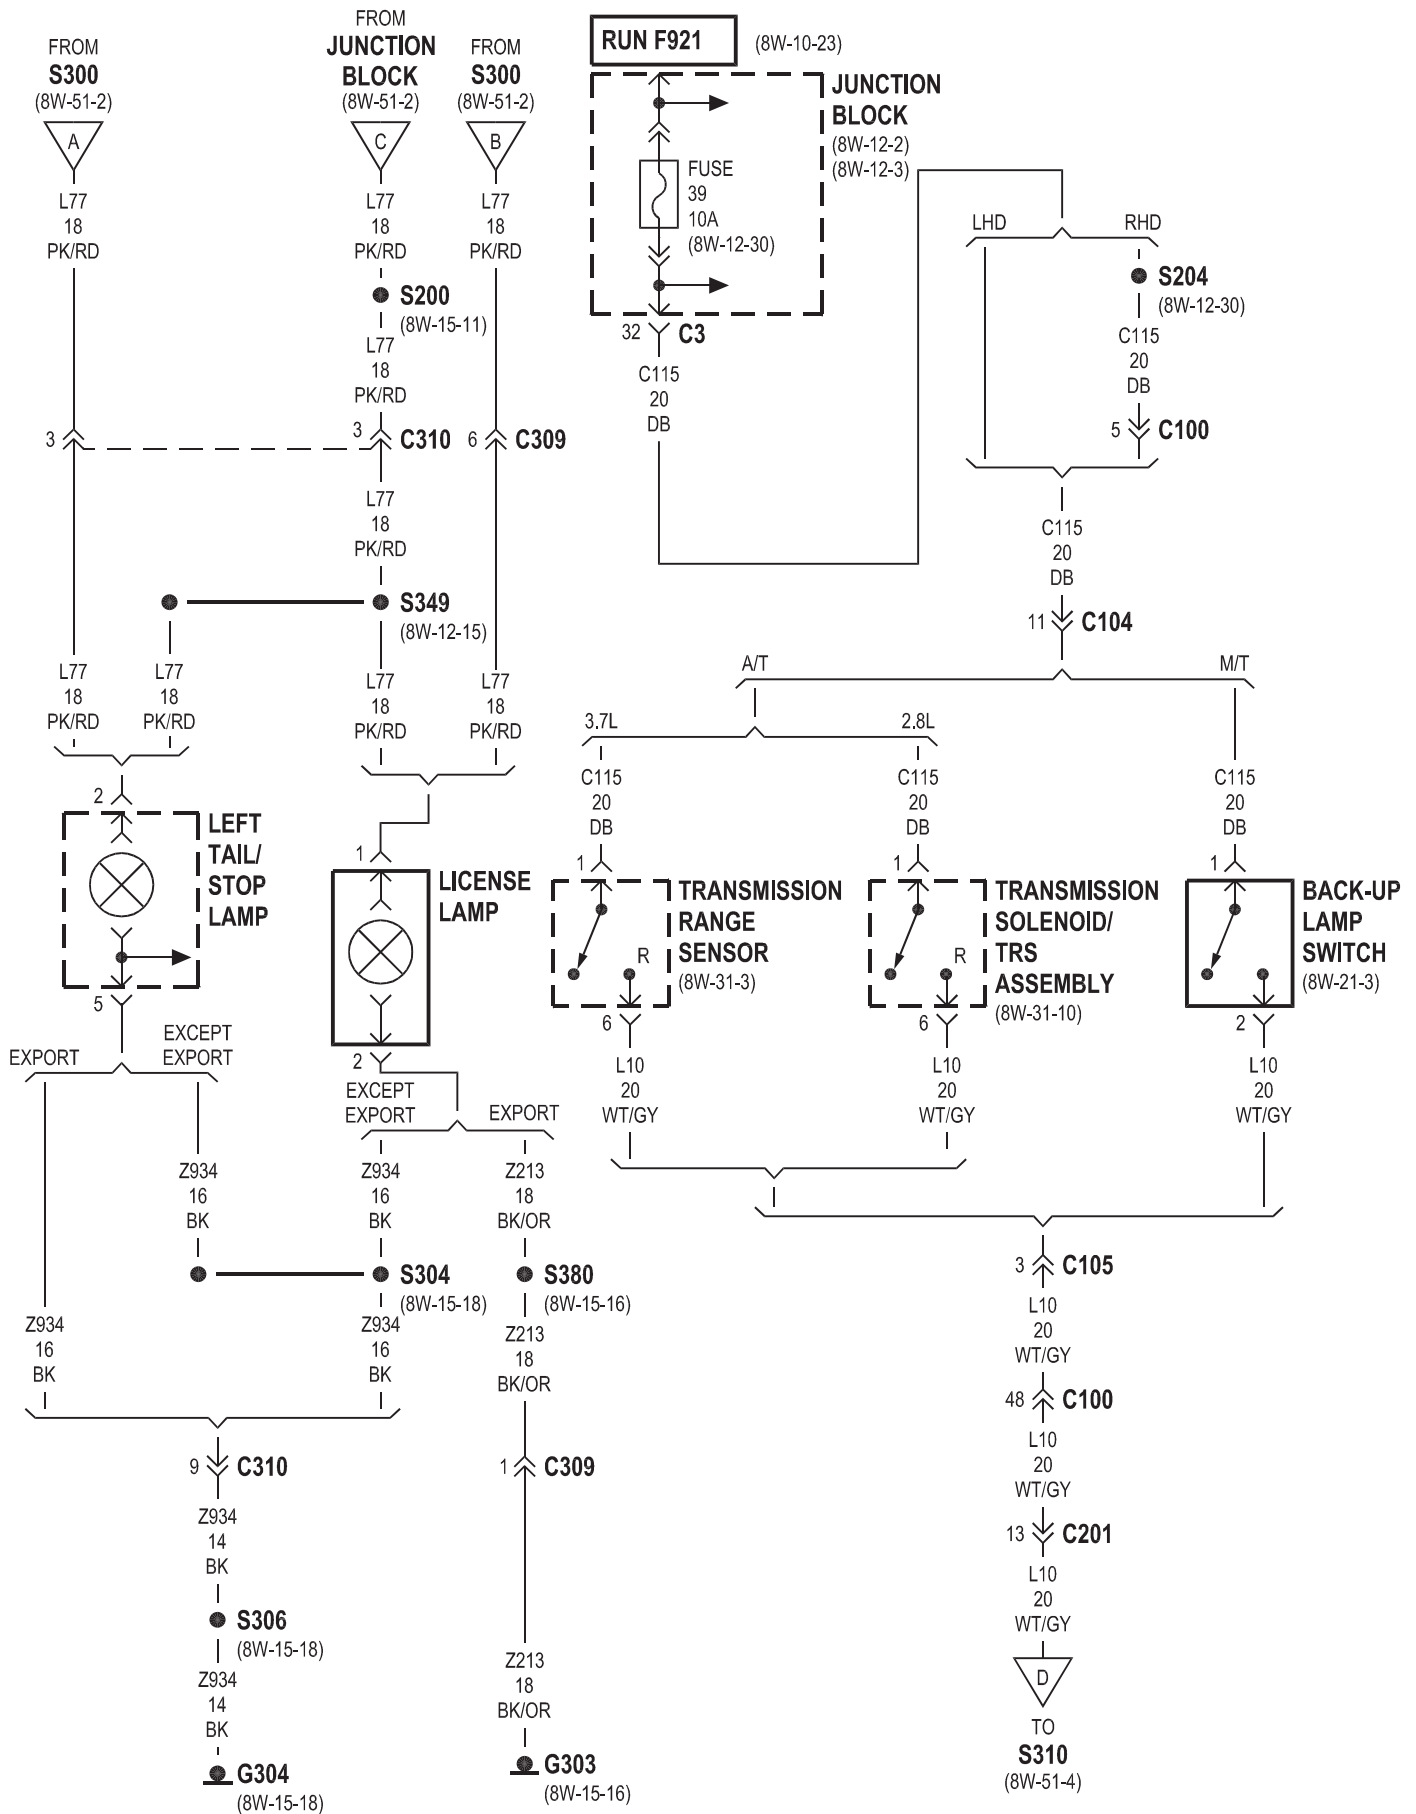 FROM
S300
(8W-51-2)
A
L77
18
PK/RD
3
L77
18
PK/RD
FROM
JUNCTION
BLOCK
(8W-51-2)
C
L77
18
PK/RD
S200
(8W-15-11)
L77
18
PK/RD
3
C310
L77
18
PK/RD
S349
(8W-12-15)
L77
18
PK/RD
L77
18
PK/RD
FROM
S300
(8W-51-2)
B
L77
18
PK/RD
6
C309
L77
18
PK/RD
2
LEFT
TAIL/
STOP
LAMP
5
EXPORT
EXCEPT
EXPORT
Z934
16
BK
Z934
16
BK
1
LICENSE
LAMP
2
EXCEPT
EXPORT
EXPORT
Z934
16
BK
S304
(8W-15-18)
Z934
16
BK
9
C310
Z934
14
BK
S306
(8W-15-18)
Z934
14
BK
G304
(8W-15-18)
Z213
18
BK/OR
S380
(8W-15-16)
Z213
18
BK/OR
1
C309
Z213
18
BK/OR
G303
(8W-15-16)
RUN F921
(8W-10-23)
JUNCTION
BLOCK
(8W-12-2)
(8W-12-3)
FUSE
39
10A
(8W-12-30)
32
C3
C115
20
DB
LHD
RHD
S204
(8W-12-30)
C115
20
DB
5
C100
C115
20
DB
11
C104
A/T
M/T
3.7L
2.8L
C115
20
DB
C115
20
DB
C115
20
DB
1
TRANSMISSION
RANGE
SENSOR
(8W-31-3)
R
6
L10
20
WT/GY
1
TRANSMISSION
SOLENOID/
TRS
ASSEMBLY
(8W-31-10)
R
6
L10
20
WT/GY
1
BACK-UP
LAMP
SWITCH
(8W-21-3)
2
L10
20
WT/GY
3
C105
L10
20
WT/GY
48
C100
L10
20
WT/GY
13
C201
L10
20
WT/GY
D
TO
S310
(8W-51-4)